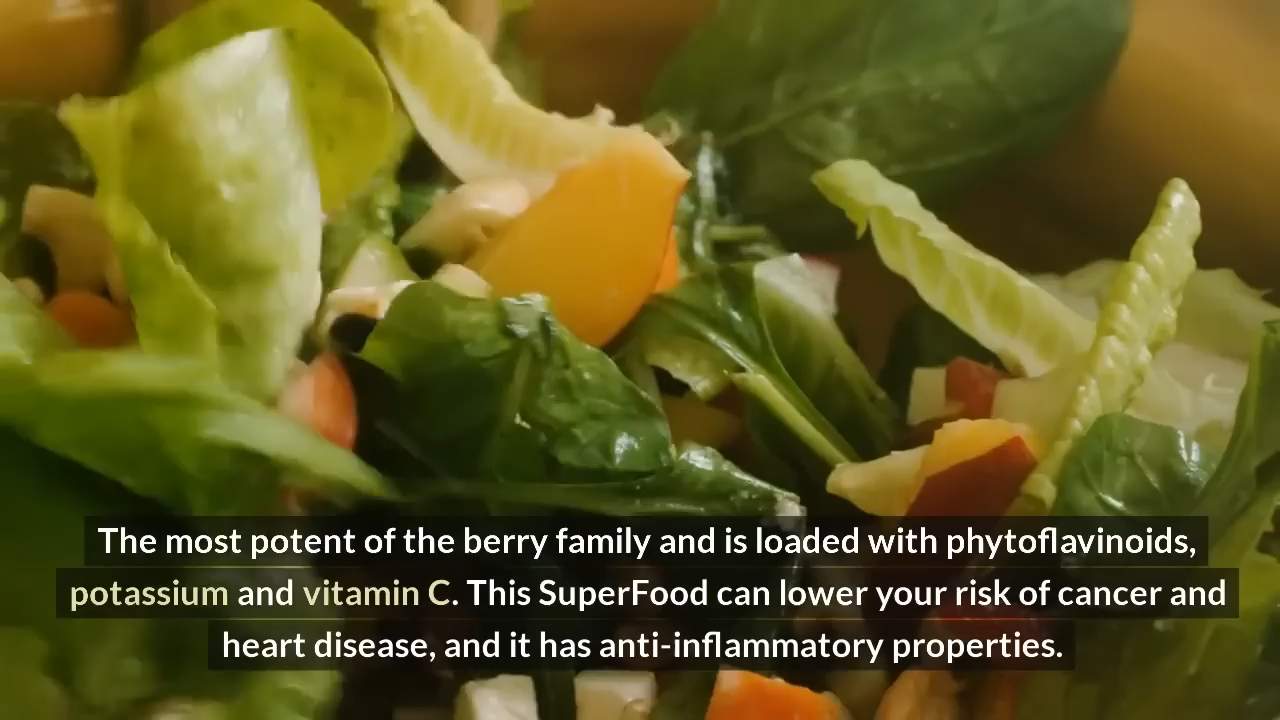 The most potent of the berry family and is loaded with phytoflavinoids,
potassium and vitamin C. This SuperFood can lower your risk of cancer and
heart disease, and it has anti-inflammatory properties.